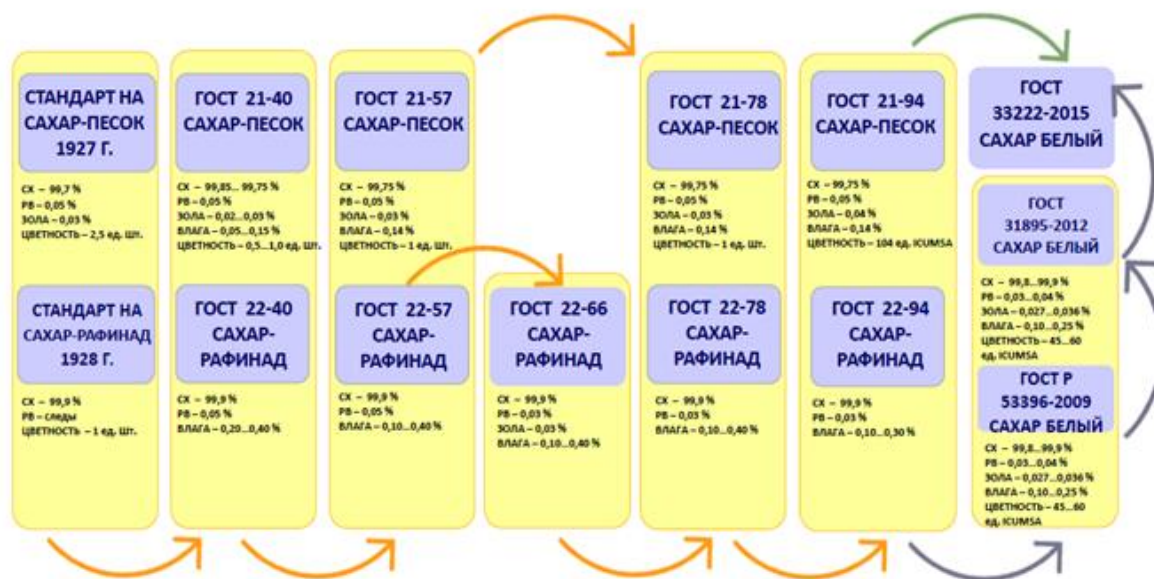 СТАНДАРТ НА
САХАР-ПЕСОК
1927 Г.
СХ – 99,7 %
РВ – 0,05 %
ЗОЛА – 0,03 %
ЦВЕТНОСТЬ – 2,5 ед. Шт.
СТАНДАРТ НА
САХАР-РАФИНАД
1928 Г.
СХ – 99,9 %
РВ – следы
ЦВЕТНОСТЬ – 1 ед. Шт.
ГОСТ 21-40
САХАР-ПЕСОК
СХ – 99,85... 99,75 %
РВ – 0,05 %
ЗОЛА – 0,02...0,03 %
ВЛАГА – 0,05...0,15 %
ЦВЕТНОСТЬ – 0,5...1,0 ед. Шт.
ГОСТ 22-40
САХАР-
РАФИНАД
СХ – 99,9 %
РВ – 0,05 %
ВЛАГА – 0,20...0,40 %
ГОСТ 21-57
САХАР-ПЕСОК
СХ – 99,75 %
РВ – 0,05 %
ЗОЛА – 0,03 %
ВЛАГА – 0,14 %
ЦВЕТНОСТЬ – 1 ед. Шт.
ГОСТ 22-57
САХАР-
РАФИНАД
СХ – 99,9 %
РВ – 0,05 %
ВЛАГА – 0,10...0,40 %
ГОСТ 22-66
САХАР-
РАФИНАД
СХ – 99,9 %
РВ – 0,03 %
ЗОЛА – 0,03 %
ВЛАГА – 0,10...0,40 %
ГОСТ 21-78
САХАР-ПЕСОК
СХ – 99,75 %
РВ – 0,05 %
ЗОЛА – 0,03 %
ВЛАГА – 0,14 %
ЦВЕТНОСТЬ – 1 ед. Шт.
ГОСТ 22-78
САХАР-
РАФИНАД
СХ – 99,9 %
РВ – 0,03 %
ВЛАГА – 0,10...0,40 %
ГОСТ 21-94
САХАР-ПЕСОК
СХ – 99,75 %
РВ – 0,05 %
ЗОЛА – 0,04 %
ВЛАГА – 0,14 %
ЦВЕТНОСТЬ – 104 ед. ICUMSA
ГОСТ 22-94
САХАР-
РАФИНАД
СХ – 99,9 %
РВ – 0,03 %
ВЛАГА – 0,10...0,30 %
ГОСТ
33222-2015
САХАР БЕЛЫЙ
ГОСТ
31895-2012
САХАР БЕЛЫЙ
СХ – 99,8...99,9 %
РВ – 0,03...0,04 %
ЗОЛА – 0,027...0,036 %
ВЛАГА – 0,10...0,25 %
ЦВЕТНОСТЬ – 45...60
ед. ICUMSA
ГОСТ Р
53396-2009
САХАР БЕЛЫЙ
СХ – 99,8...99,9 %
РВ – 0,03...0,04 %
ЗОЛА – 0,027...0,036 %
ВЛАГА – 0,10...0,25 %
ЦВЕТНОСТЬ – 45...60
ед. ICUMSA